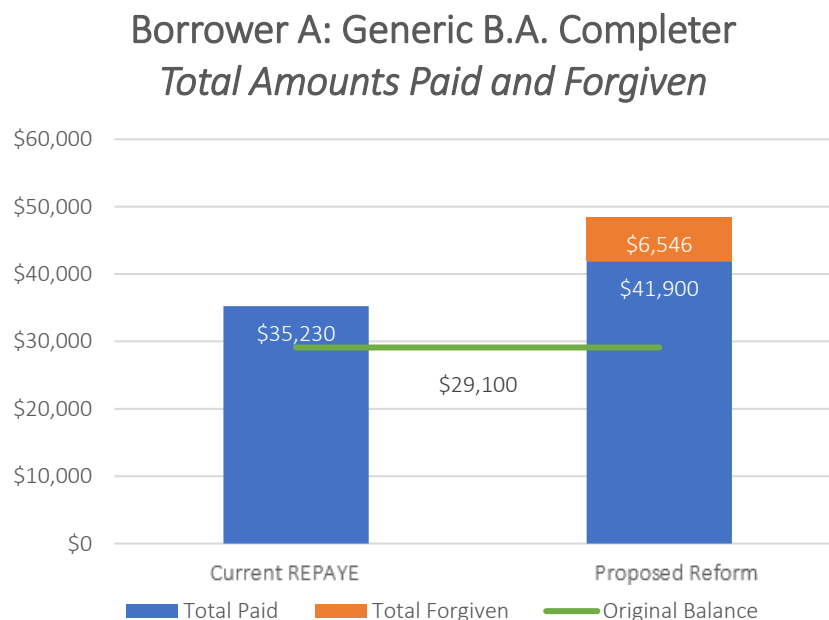 Borrower A: Generic B.A. Completer
Total Amounts Paid and Forgiven
$60,000
$50,000
$40,000
$30,000
$20,000
$10,000
$0
$6,546
$41,900
$35,230
$29,100
Current REPAYE
Proposed Reform
Total Paid
Total Forgiven
Original Balance